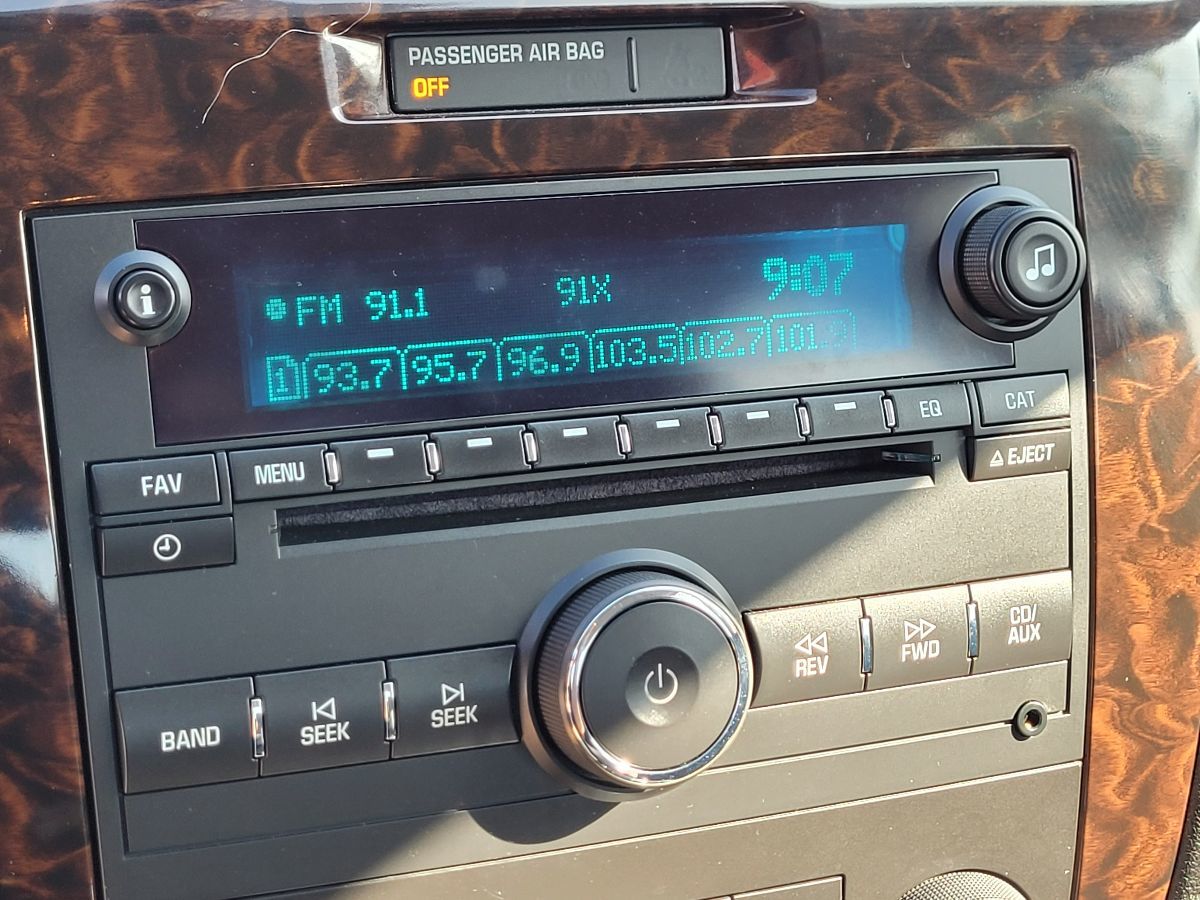 PASSENGER AIR BAG
OFF
i
FM 91.1 91X 9:07
1 93.7 95.7 96.9 103.5 102.7 101.9
FAV MENU EQ CAT
EJECT
BAND SEEK SEEK REV FWD CD/
AUX